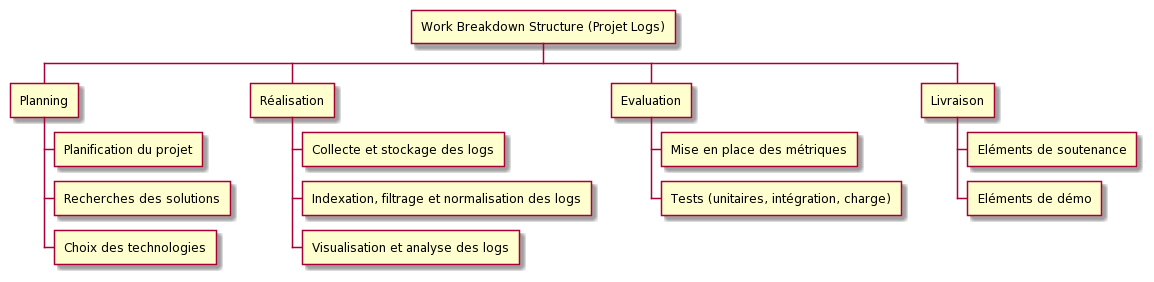 Work Breakdown Structure (Projet Logs)
Planning
Planification du projet
Recherches des solutions
Choix des technologies
Réalisation
Collecte et stockage des logs
Indexation, filtrage et normalisation des logs
Visualisation et analyse des logs
Evaluation
Mise en place des métriques
Tests (unitaires, intégration, charge)
Livraison
Eléments de soutenance
Eléments de démo